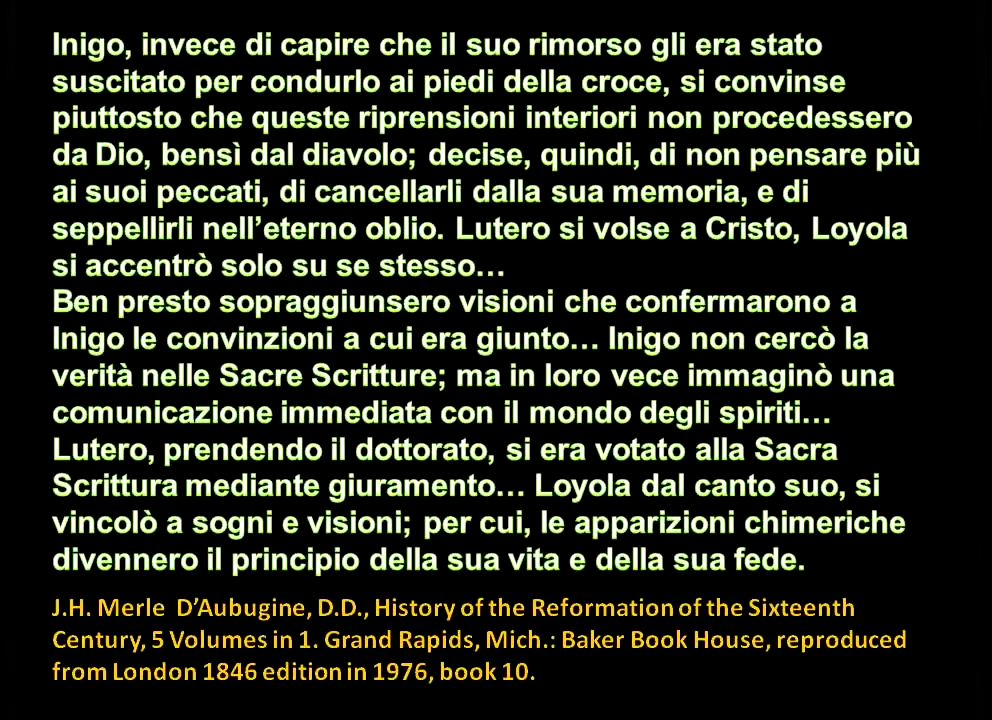 Inigo, invece di capire che il suo rimorso gli era stato
suscitato per condurlo ai piedi della croce, si convinse
piuttosto che queste riprensioni interiori non procedessero
da Dio, bensì dal diavolo; decise, quindi, di non pensare più
ai suoi peccati, di cancellarli dalla sua memoria, e di
seppellirli nell’eterno oblio. Lutero si volse a Cristo, Loyola
si accentrò solo su se stesso…
Ben presto sopraggiunsero visioni che confermarono a
Inigo le convinzioni a cui era giunto… Inigo non cercò la
verità nelle Sacre Scritture; ma in loro vece immaginò una
comunicazione immediata con il mondo degli spiriti…
Lutero, prendendo il dottorato, si era votato alla Sacra
Scrittura mediante giuramento… Loyola dal canto suo, si
vincolò a sogni e visioni; per cui, le apparizioni chimeriche
divennero il principio della sua vita e della sua fede.
J.H. Merle D’Aubugine, D.D., History of the Reformation of the Sixteenth
Century, 5 Volumes in 1. Grand Rapids, Mich.: Baker Book House, reproduced
from London 1846 edition in 1976, book 10.